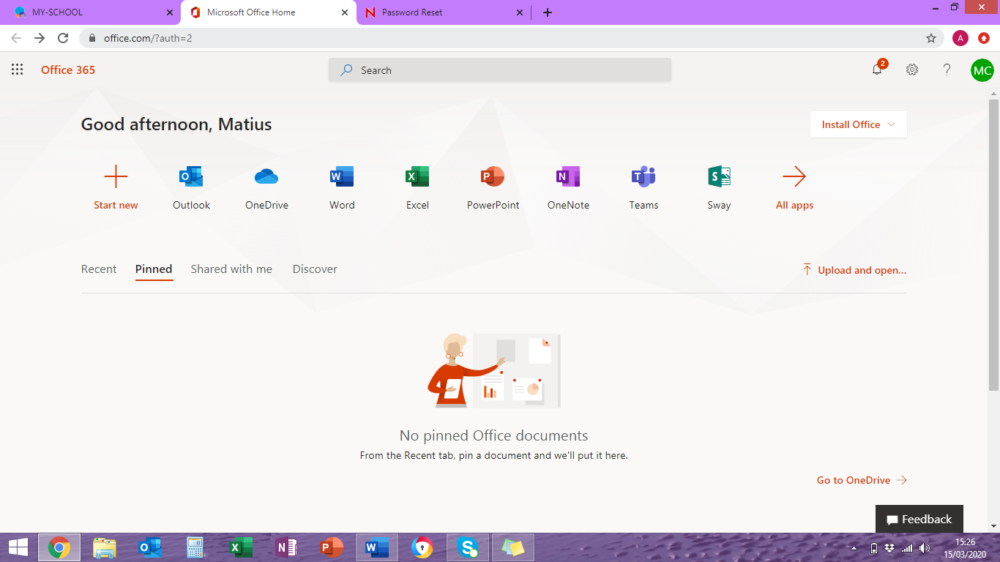 MY-SCHOOL
Microsoft Office Home
Password Reset
office.com/?auth=2
A
Office 365
Search
2
MC
Good afternoon, Matius
Install Office
Start new
Outlook
OneDrive
Word
Excel
PowerPoint
OneNote
Teams
Sway
All apps
Recent
Pinned
Shared with me
Discover
Upload and open...
No pinned Office documents
From the Recent tab, pin a document and we'll put it here.
Go to OneDrive
Feedback
15:26
15/03/2020